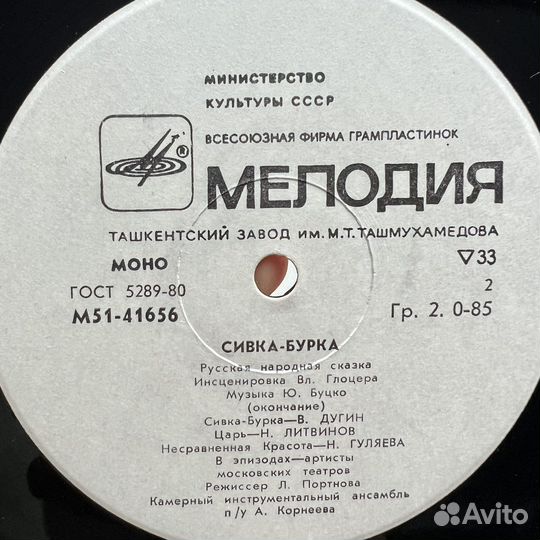 МИНИСТЕРСТВО
КУЛЬТУРЫ СССР
ВСЕСОЮЗНАЯ ФИРМА ГРАМПЛАСТИНОК
®
МЕЛОДИЯ
ТАШКЕНТСКИЙ ЗАВОД ИМ. М.Т. ТАШМУХАМЕДОВА
МОНО ▽33
ГОСТ 5289-80 2
М51-41656 Гр. 2. 0-85
СИВКА-БУРКА
Русская народная сказка
Инсценировка Вл. Глоцера
Музыка Ю. Буцко
(окончание)
Сивка-Бурка—В. ДУГИН
Царь—Н. ЛИТВИНОВ
Несравненная Красота—Н. ГУЛЯЕВА
В эпизодах—артисты
московских театров
Режиссер Л. Портнова
Камерный инструментальный ансамбль
п/у А. Корнеева
Avito